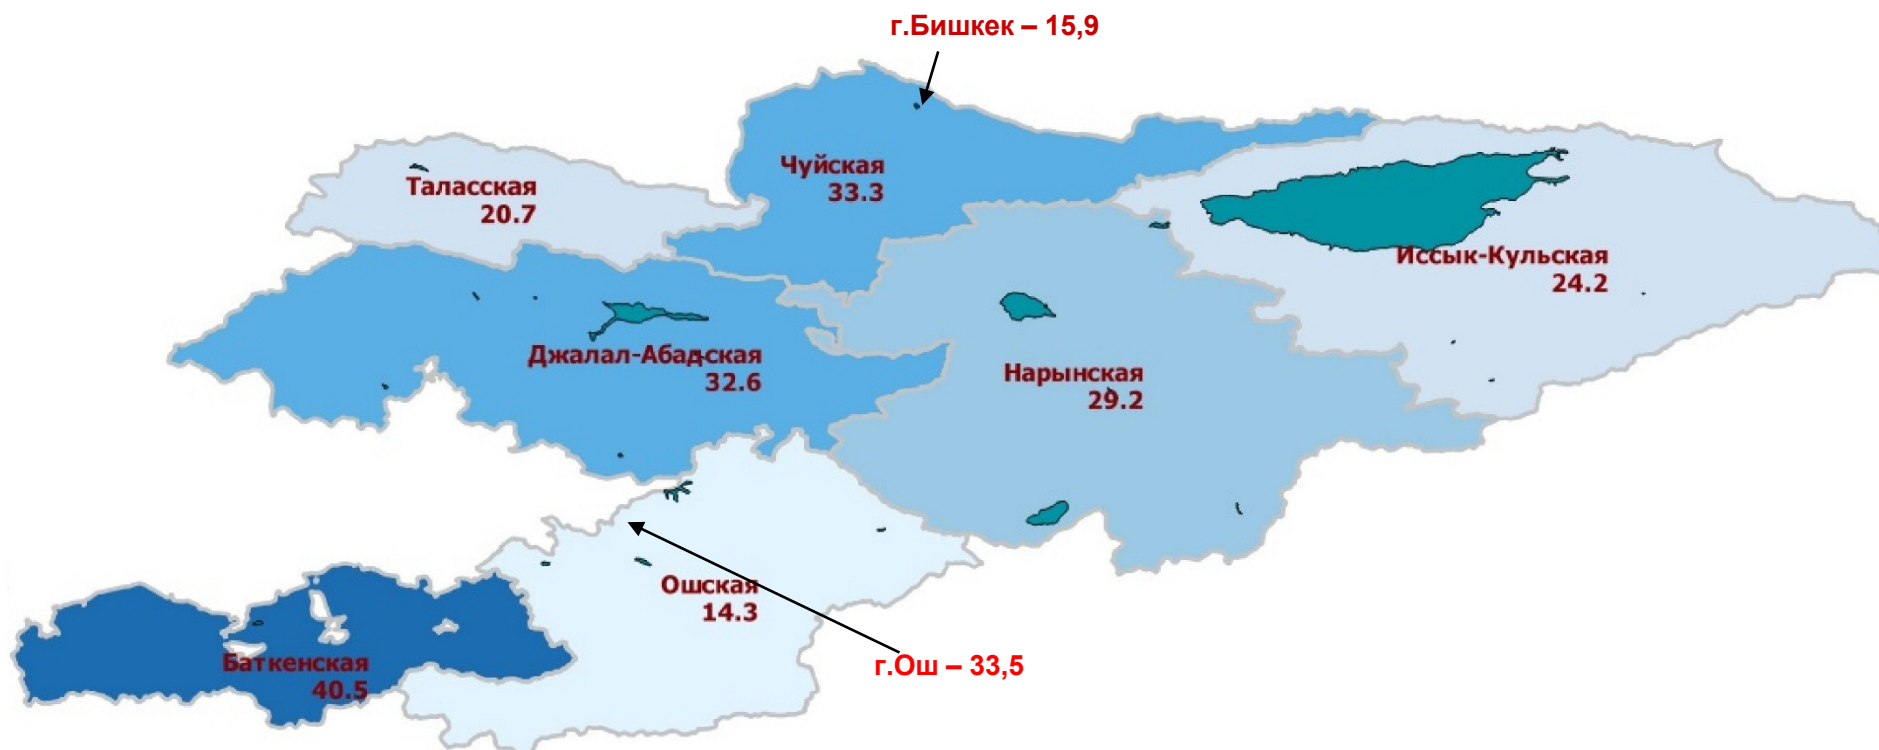 г.Бишкек – 15,9
Чуйская
33.3
Таласская
20.7
Иссык-Кульская
24.2
Джалал-Абадская
32.6
Нарынская
29.2
Ошская
14.3
г.Ош – 33,5
Баткенская
40.5